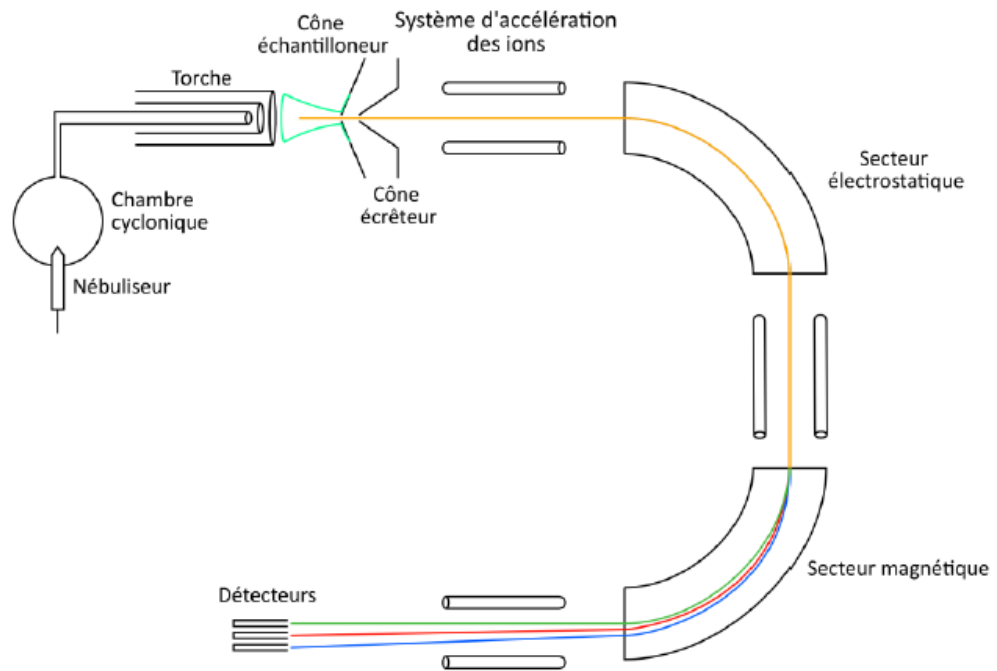 Cône
échantilloneur
Système d'accélération
des ions
Torche
Secteur
électrostatique
Cône
écrêteur
Chambre
cyclonique
Nébuliseur
Secteur magnétique
Détecteurs